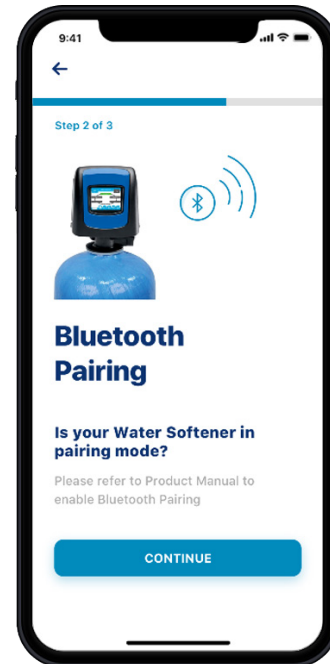 9:41
Step 2 of 3
Bluetooth
Pairing
Is your Water Softener in
pairing mode?
Please refer to Product Manual to
enable Bluetooth Pairing
CONTINUE